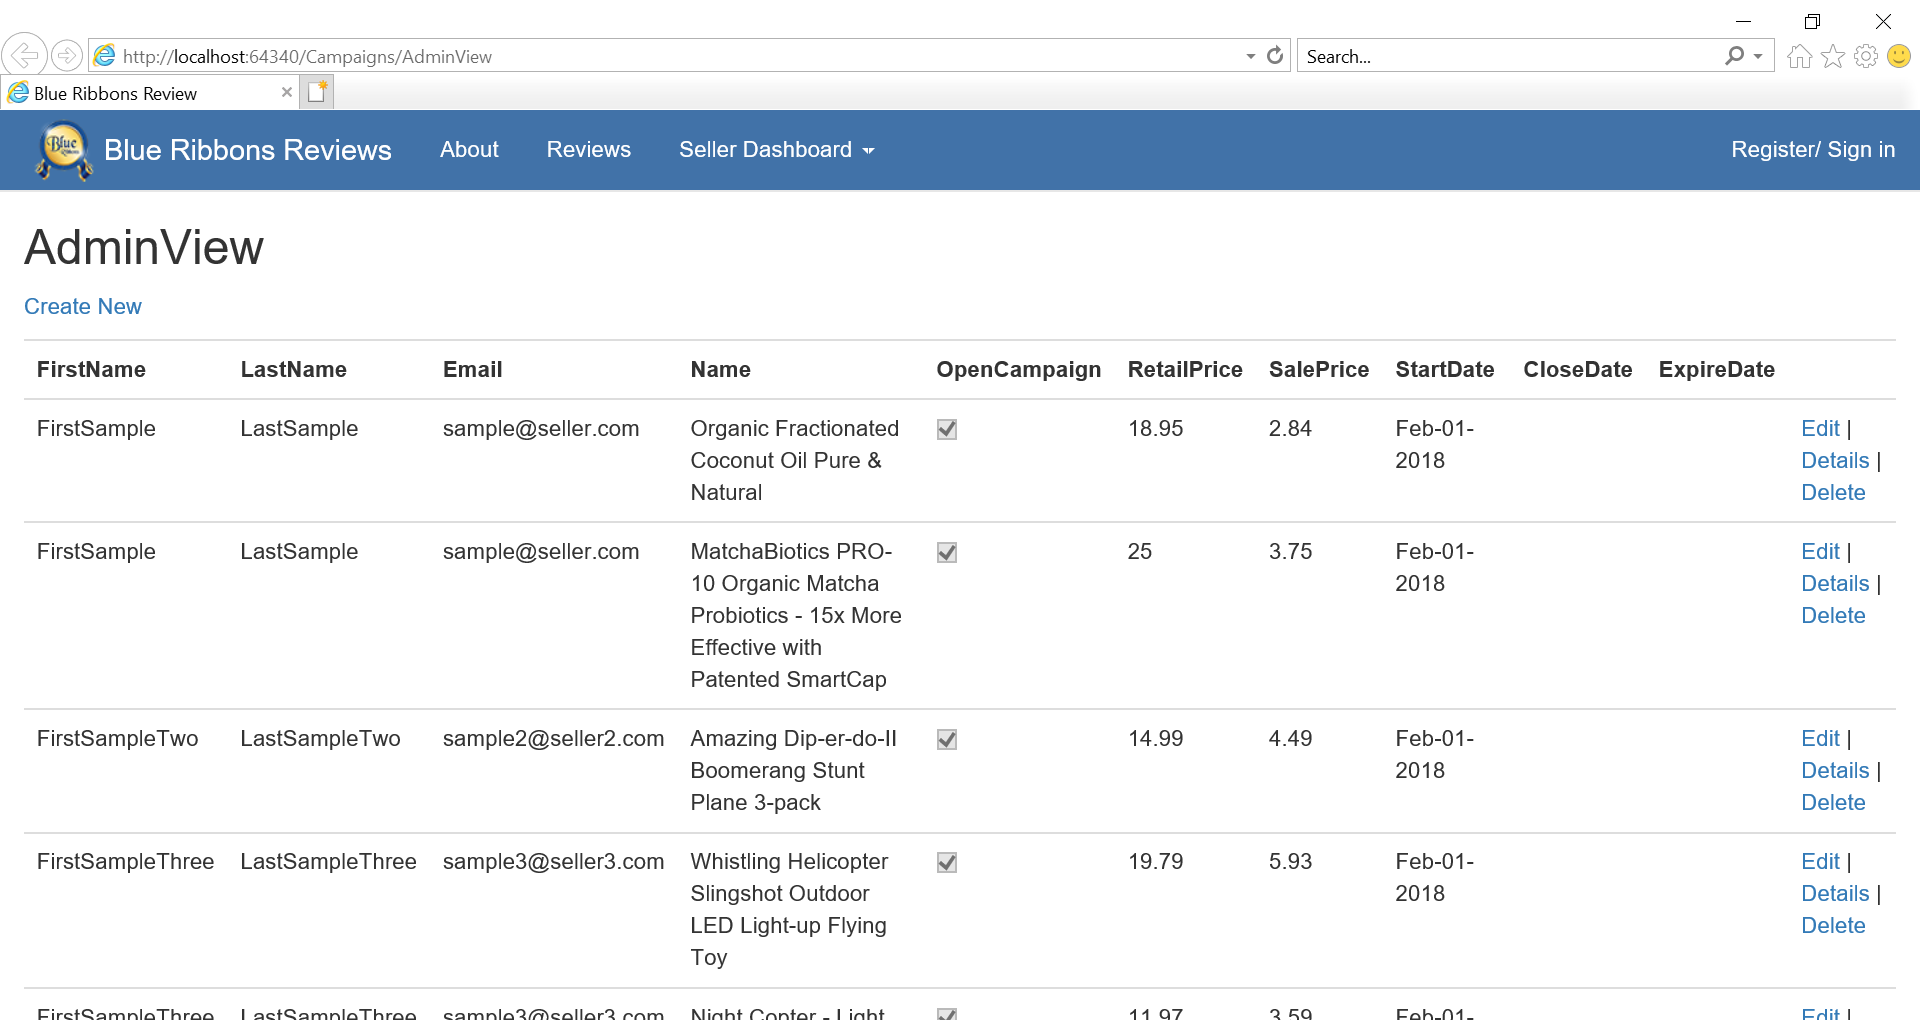 http://localhost:64340/Campaigns/AdminView
Search...
Blue Ribbons Review
Blue
Blue Ribbons Reviews
About
Reviews
Seller Dashboard
Register/ Sign in
AdminView
Create New
FirstName LastName Email Name OpenCampaign RetailPrice SalePrice StartDate CloseDate ExpireDate
FirstSample LastSample sample@seller.com Organic Fractionated 18.95 2.84 Feb-01- Edit |
Coconut Oil Pure & 2018 Details |
Natural Delete
FirstSample LastSample sample@seller.com MatchaBiotics PRO- 25 3.75 Feb-01- Edit |
10 Organic Matcha 2018 Details |
Probiotics - 15x More Delete
Effective with
Patented SmartCap
FirstSampleTwo LastSampleTwo sample2@seller2.com Amazing Dip-er-do-II 14.99 4.49 Feb-01- Edit |
Boomerang Stunt 2018 Details |
Plane 3-pack Delete
FirstSampleThree LastSampleThree sample3@seller3.com Whistling Helicopter 19.79 5.93 Feb-01- Edit |
Slingshot Outdoor 2018 Details |
LED Light-up Flying Delete
Toy
FirstSampleThree LastSampleThree sample3@seller3.com Night Copter - Light 11.97 3.59 Feb-01- Edit |